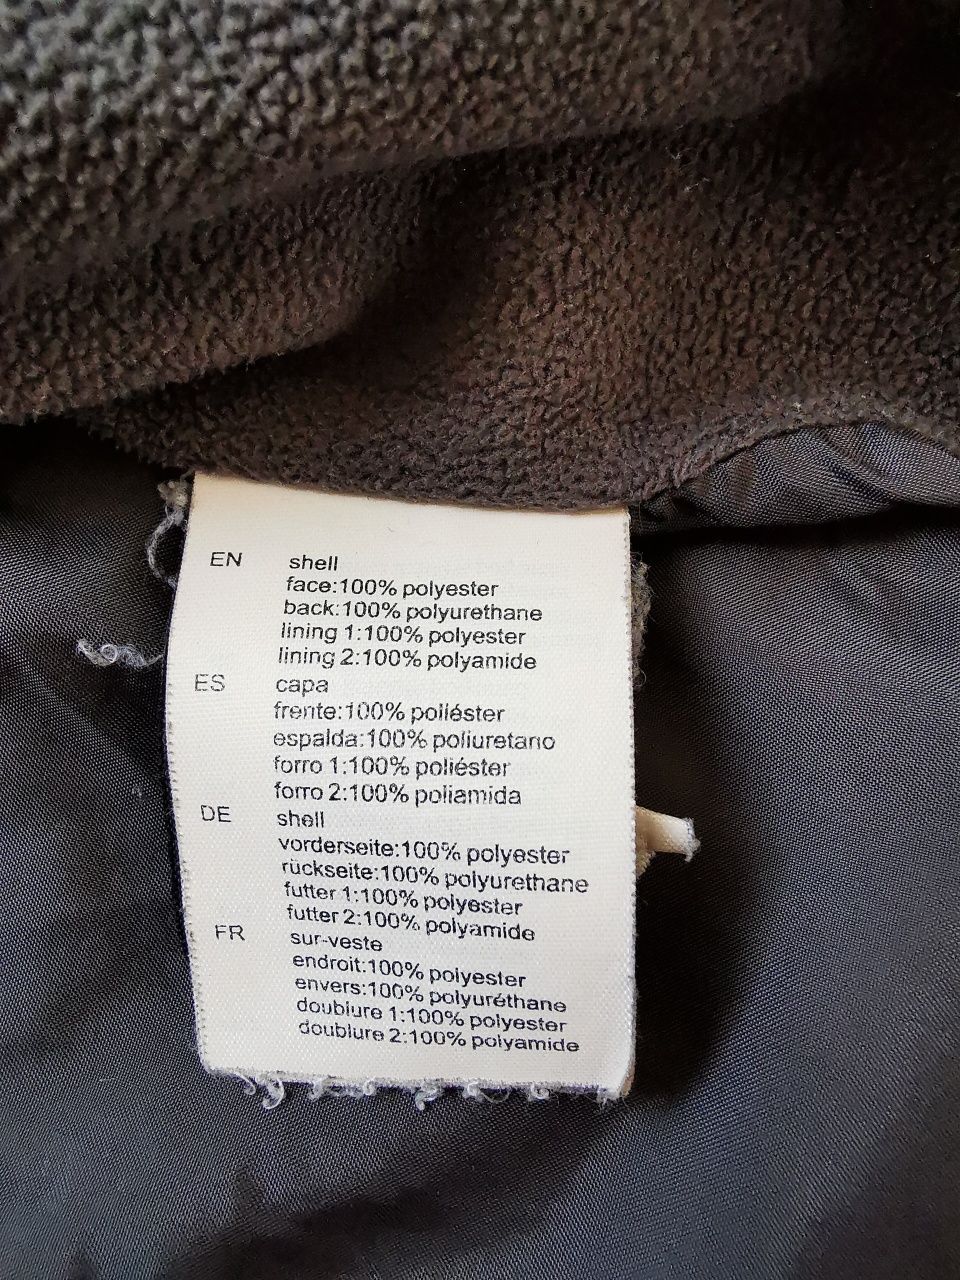 EN shell
face:100% polyester
back:100% polyurethane
lining 1:100% polyester
lining 2:100% polyamide
ES capa
frente:100% poliéster
espalda:100% poliuretano
forro 1:100% poliéster
forro 2:100% poliamida
DE shell
vorderseite:100% polyester
rückseite:100% polyurethane
futter 1:100% polyester
futter 2:100% polyamide
FR sur-veste
endroit:100% polyester
envers:100% polyuréthane
doublure 1:100% polyester
doublure 2:100% polyamide